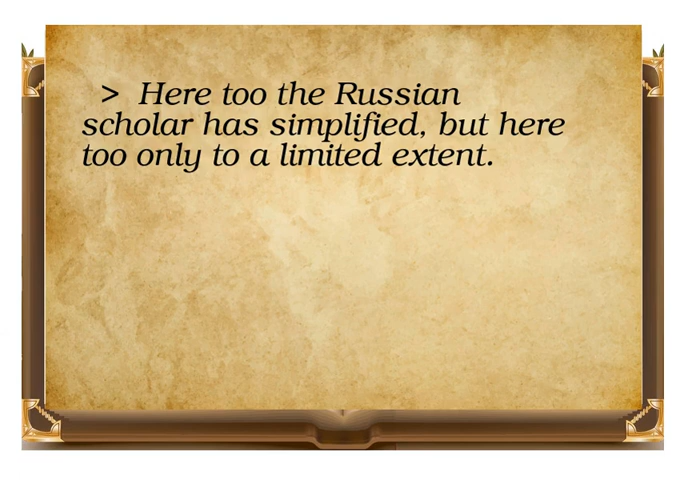 > Here too the Russian
scholar has simplified, but here
too only to a limited extent.